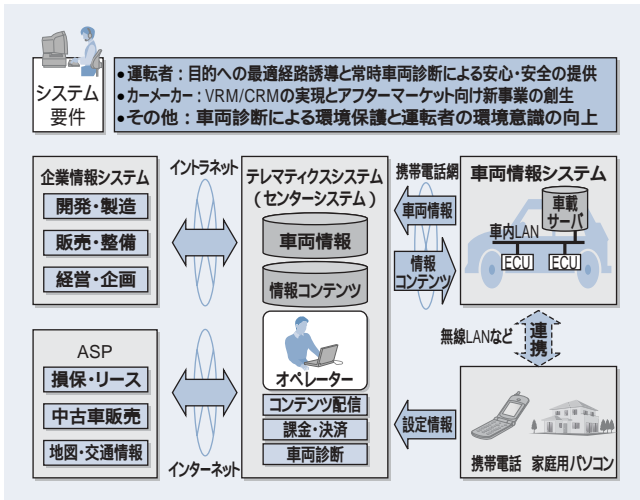 システム
要件
●運転者：目的への最適経路誘導と常時車両診断による安心・安全の提供
●カーメーカー：VRM/CRMの実現とアフターマーケット向け新事業の創生
●その他：車両診断による環境保護と運転者の環境意識の向上
企業情報システム
開発・製造
販売・整備
経営・企画
イントラネット
テレマティクスシステム
（センターシステム）
車両情報
情報コンテンツ
オペレーター
コンテンツ配信
課金・決済
車両診断
携帯電話網
車両情報
情報
コンテンツ
車両情報システム
車載
サーバ
車内LAN
ECU ECU
無線LANなど
連携
ASP
損保・リース
中古車販売
地図・交通情報
インターネット
設定情報
携帯電話 家庭用パソコン